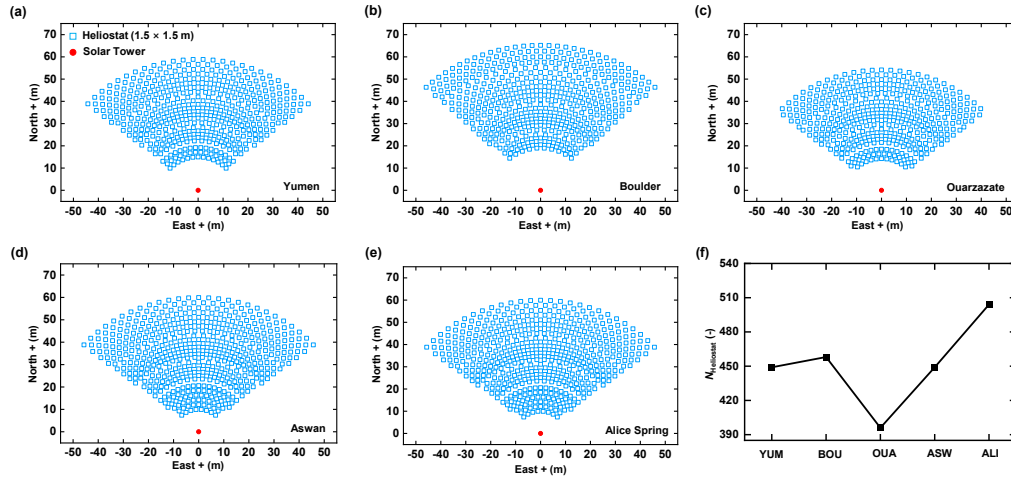 (a)
70
60
50
40
30
20
10
0
North + (m)
Heliostat (1.5 × 1.5 m)
Solar Tower
Yumen
-50 -40 -30 -20 -10 0 10 20 30 40 50
East + (m)
(b)
70
60
50
40
30
20
10
0
North + (m)
Boulder
-50 -40 -30 -20 -10 0 10 20 30 40 50
East + (m)
(c)
70
60
50
40
30
20
10
0
North + (m)
Ouarzazate
-50 -40 -30 -20 -10 0 10 20 30 40 50
East + (m)
(d)
70
60
50
40
30
20
10
0
North + (m)
Aswan
-50 -40 -30 -20 -10 0 10 20 30 40 50
East + (m)
(e)
70
60
50
40
30
20
10
0
North + (m)
Alice Spring
-50 -40 -30 -20 -10 0 10 20 30 40 50
East + (m)
(f)
540
510
480
450
420
390
NHeliostat (-)
YUM BOU OUA ASW ALI